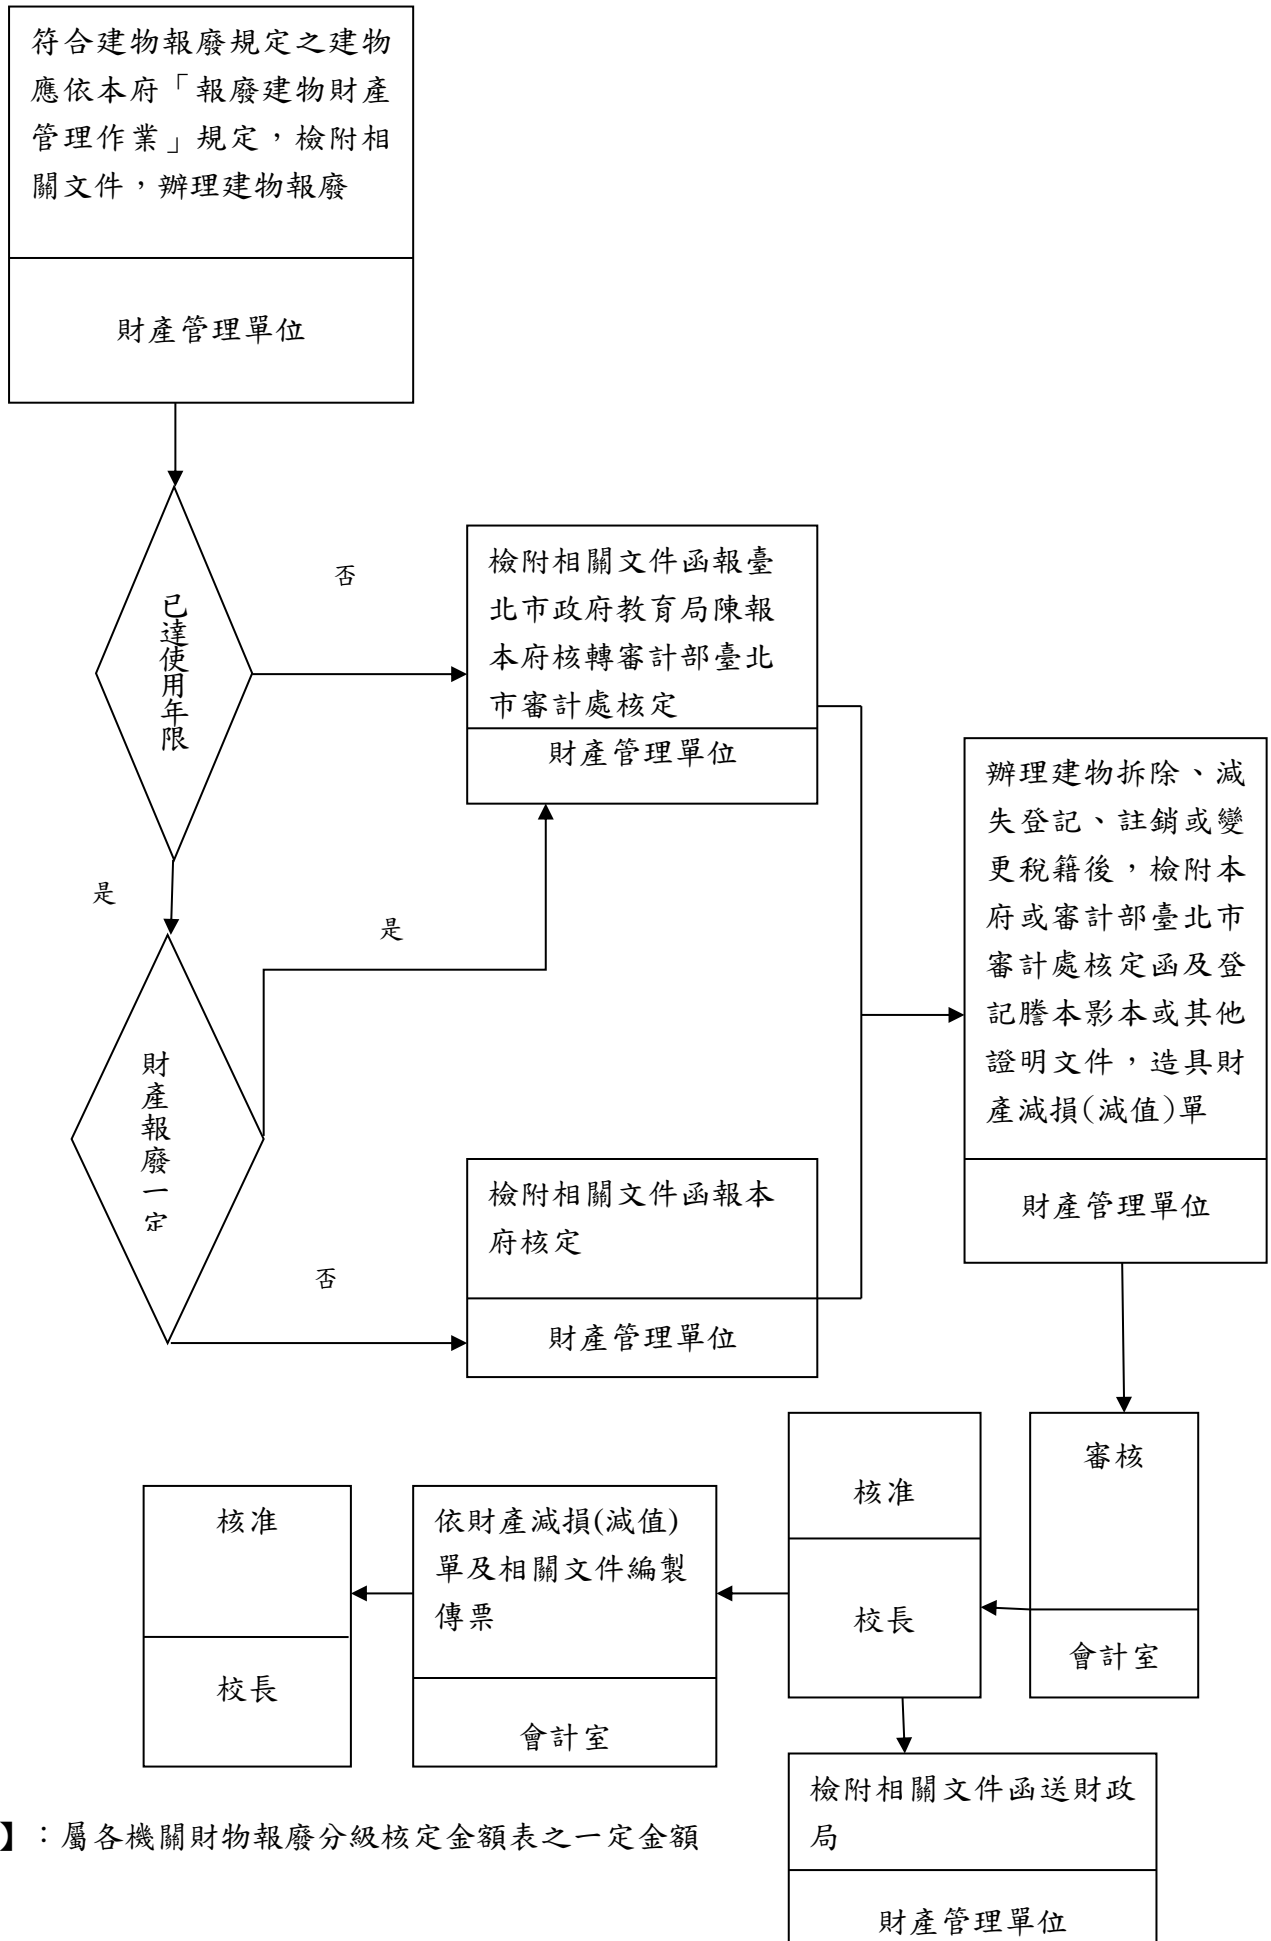 符合建物報廢規定之建物
應依本府「報廢建物財產
管理作業」規定，檢附相
關文件，辦理建物報廢
財產管理單位
已達使用年限
否
檢附相關文件函報臺
北市政府教育局陳報
本府核轉審計部臺北
市審計處核定
財產管理單位
是
財產報廢一定
是
否
檢附相關文件函報本
府核定
財產管理單位
辦理建物拆除、減
失登記、註銷或變
更稅籍後，檢附本
府或審計部臺北市
審計處核定函及登
記謄本影本或其他
證明文件，造具財
產減損(減值)單
財產管理單位
審核
會計室
核准
校長
依財產減損(減值)
單及相關文件編製
傳票
會計室
核准
校長
檢附相關文件函送財政
局
財產管理單位
】：屬各機關財物報廢分級核定金額表之一定金額